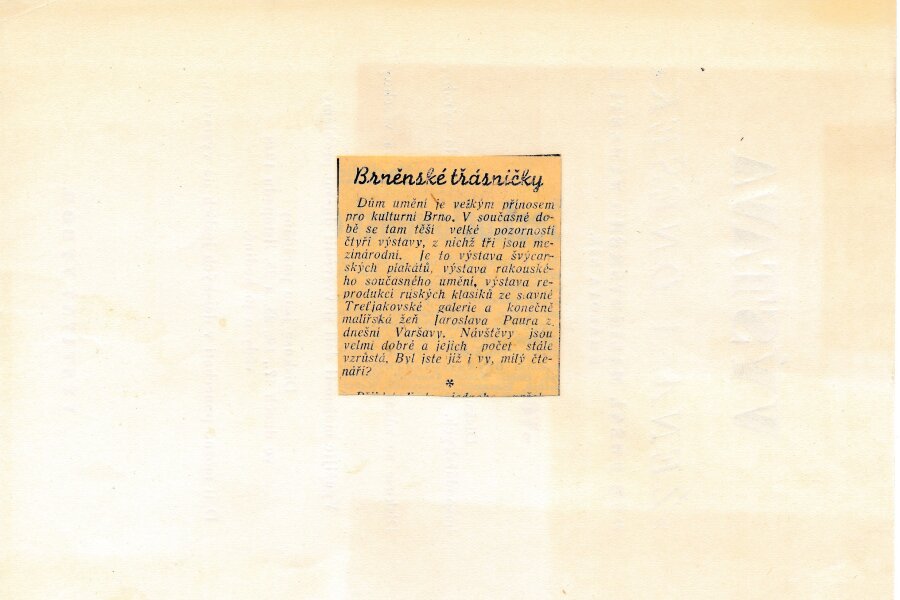 Brněnské třásničky
Dům umění je velkým přínosem
pro kulturní Brno. V současné do-
bě se tam těší velké pozornosti
čtyři výstavy, z nichž tři jsou me-
zinárodní. Je to výstava švýcar-
ských plakátů, výstava rakouské-
ho současného umění, výstava re-
produkcí ruských klasiků ze slavné
Treťjakovské galerie a konečně
malířská žeň Jaroslava Paura z
dnešní Varšavy. Návštěvy jsou
velmi dobré a jejich počet stále
vzrůstá. Byl jste již i vy, milý čte-
náři?
*